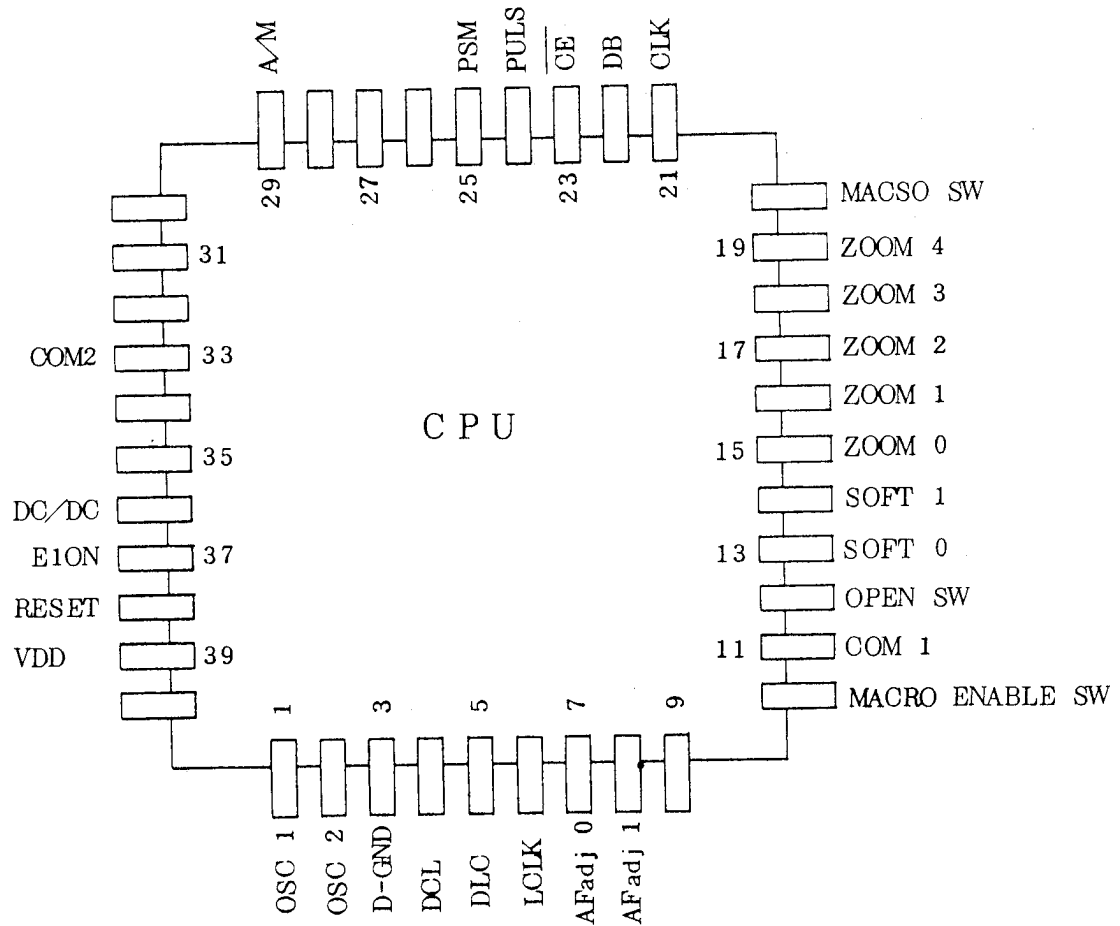 A/M
PSM
PULS
CE
DB
CLK
29
27
25
23
21
MACSO SW
31
19
ZOOM 4
ZOOM 3
COM2
33
17
ZOOM 2
ZOOM 1
CPU
35
15
ZOOM 0
DC/DC
SOFT 1
E1ON
37
13
SOFT 0
RESET
OPEN SW
VDD
39
11
COM 1
MACRO ENABLE SW
1
3
5
7
9
OSC 1
OSC 2
D-GND
DCL
DLC
LCLK
AFadj 0
AFadj 1